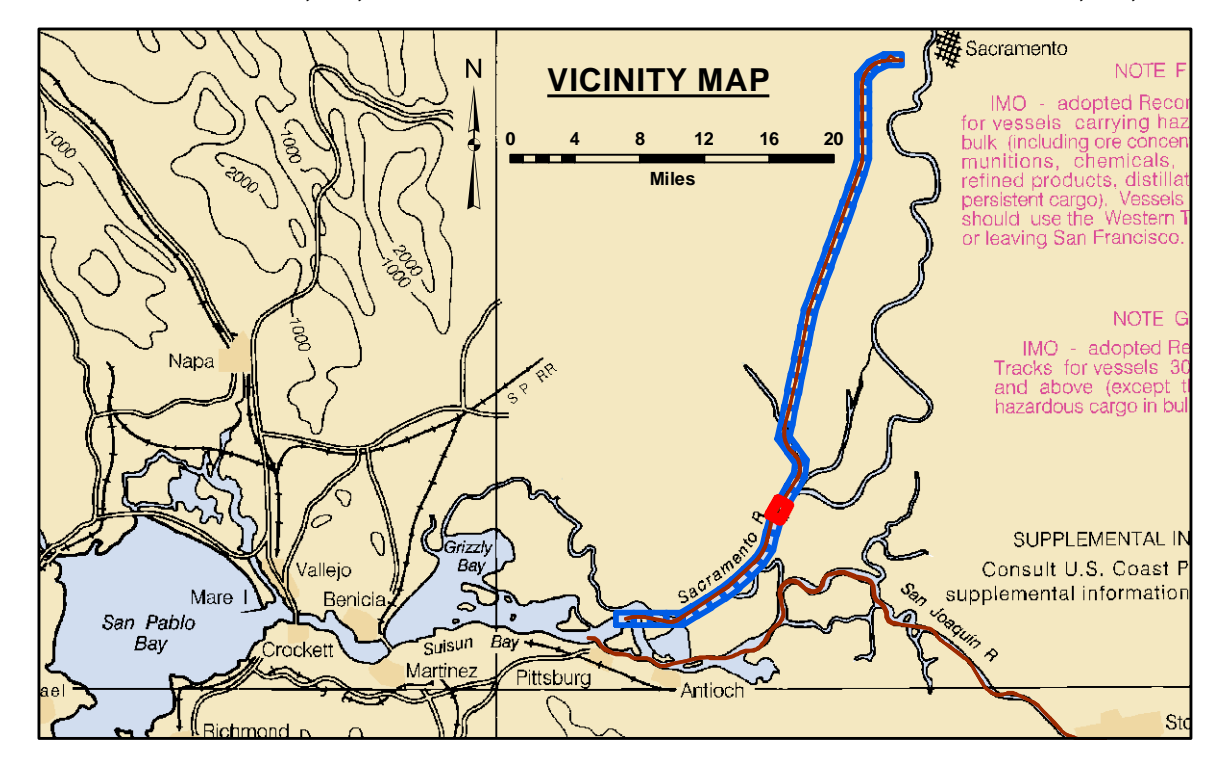 Sacramento
VICINITY MAP
N
NOTE F
0 4 8 12 16 20
Miles
IMO - adopted Recor
for vessels carrying haz
bulk (including ore concen
munitions, chemicals,
refined products, distillat
persistent cargo). Vessels
should use the Western T
or leaving San Francisco.
1000
2000
1000
2000
1000
1000
NOTE G
IMO - adopted Re
Tracks for vessels 30
and above (except t
hazardous cargo in bul
Napa
S P RR
Sacramento R
Grizzly
Bay
SUPPLEMENTAL IN
Consult U.S. Coast P
supplemental information
Vallejo
Mare I
Benicia
San Pablo
Bay
Crockett
Suisun Bay
Martinez
Pittsburg
Antioch
San Joaquin R
ael
Richmond
Sto